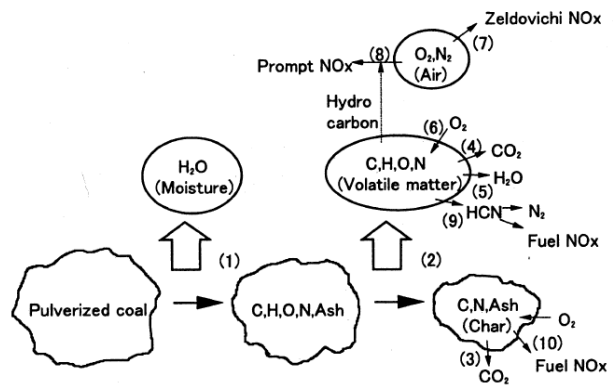 Zeldovichi NOx
(7)
(8)
O2,N2
(Air)
Prompt NOx
Hydro
carbon
(6) O2
(4) CO2
H2O
(Moisture)
C,H,O,N
(Volatile matter)
H2O
(5)
(9) HCN N2
Fuel NOx
(1)
(2)
Pulverized coal
C,H,O,N,Ash
C,N,Ash
(Char)
O2
(10)
(3)
Fuel NOx
CO2